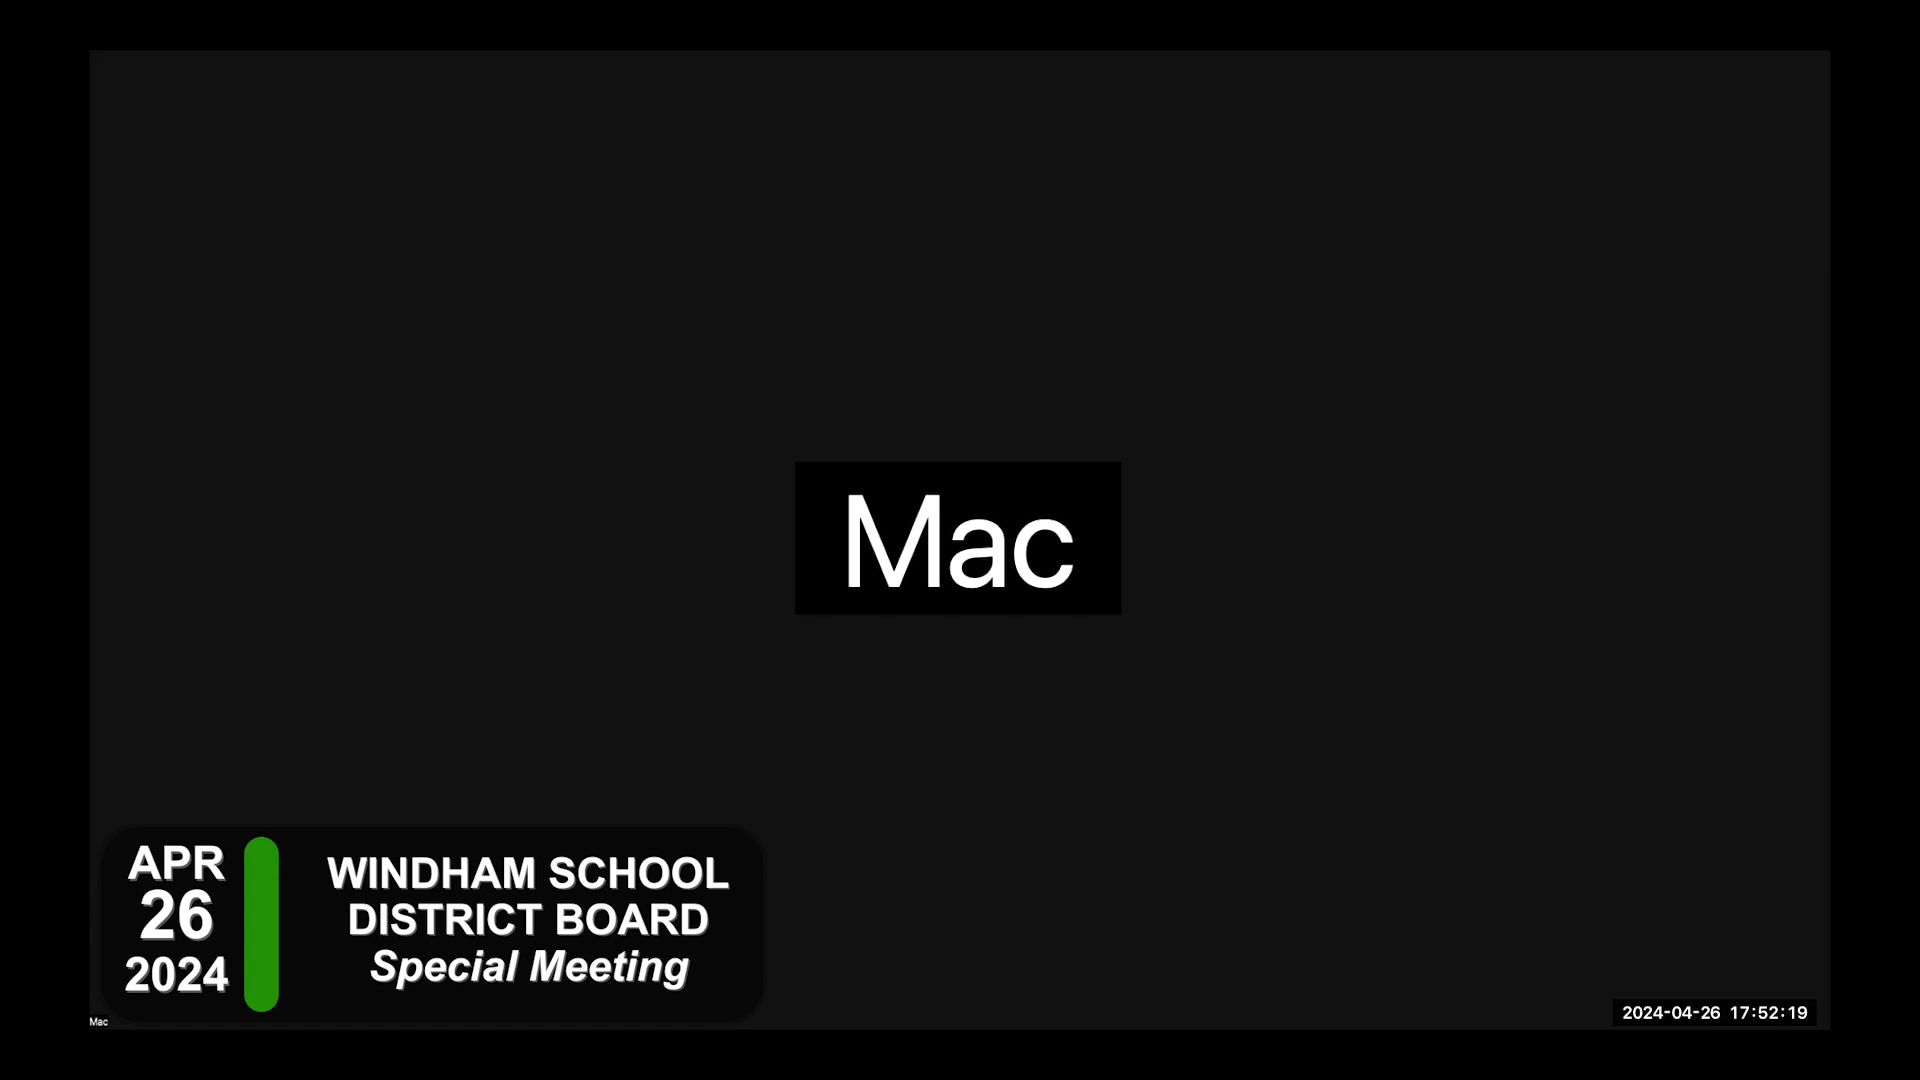 Mac
APR
26
2024
WINDHAM SCHOOL
DISTRICT BOARD
Special Meeting
Mac
2024-04-26 17:52:19